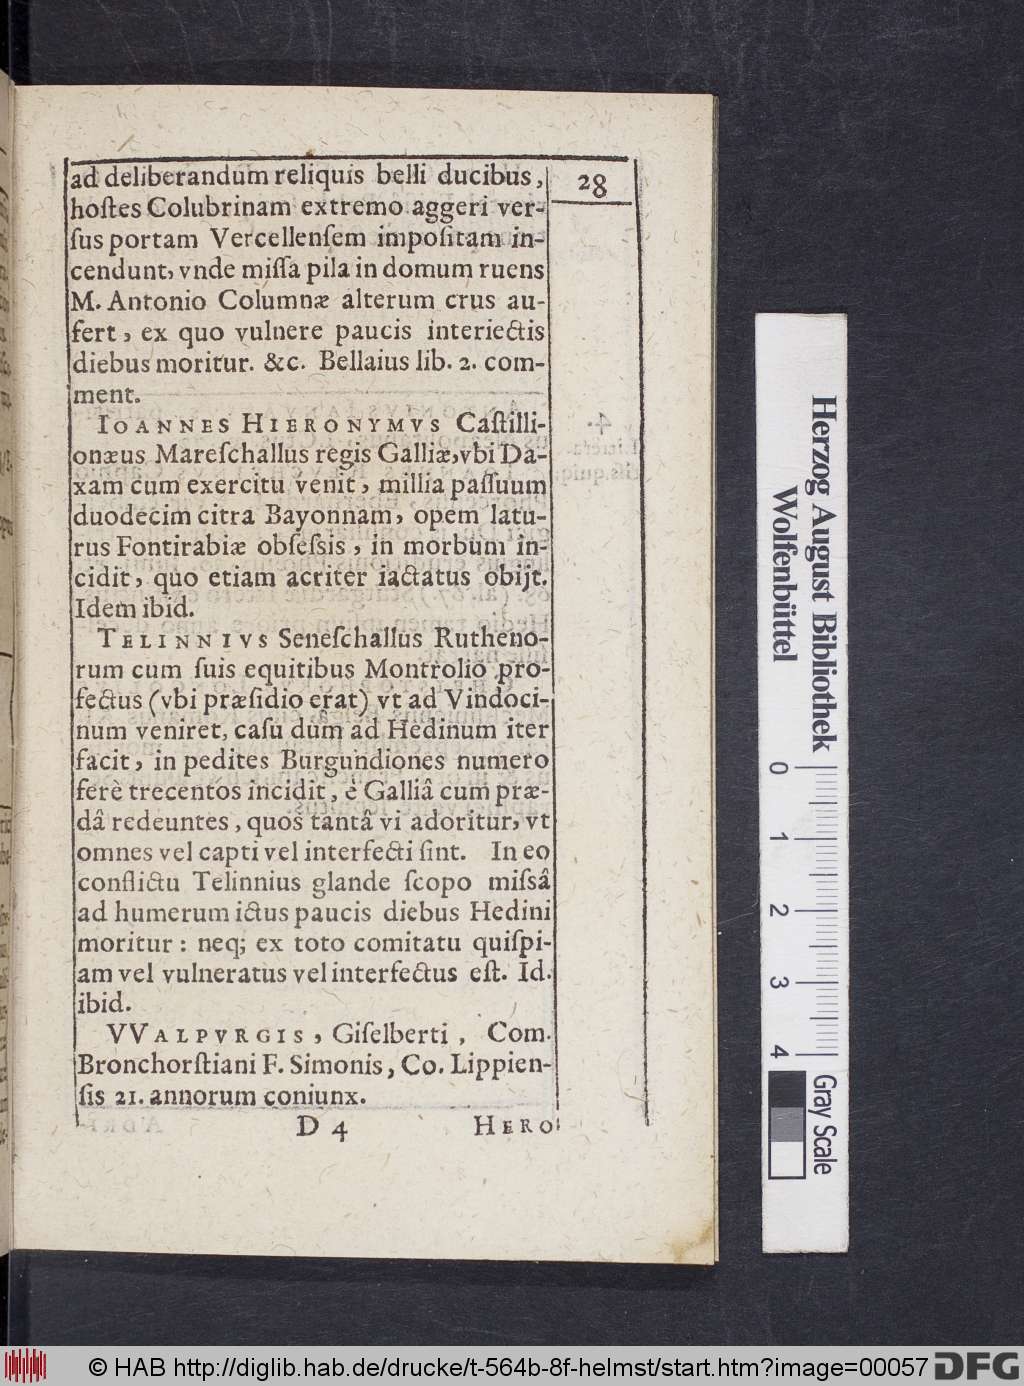 28
ad deliberandum reliquis belli ducibus,
hoſtes Colubrinam extremo aggeri ver-
ſus portam Vercellenſem impoſitam in-
cendunt, vnde miſſa pila in domum ruens
M. Antonio Columnæ alterum crus au-
fert, ex quo vulnere paucis interiectis
diebus moritur. &c. Bellaius lib. 2. com-
ment.
IOANNES HIERONYMVS Caſtilli-
onæus Mareſchallus regis Galliæ, vbi Da-
xam cum exercitu venit, millia paſſuum
duodecim citra Bayonnam, opem latu-
rus Fontirabiæ obſeſsis, in morbum in-
cidit, quo etiam acriter iactatus obijt.
Idem ibid.
TELINNIVS Seneſchallus Rutheno-
rum cum ſuis equitibus Montrolio pro-
fectus (vbi præſidio erat) vt ad Vindoci-
num veniret, caſu dum ad Hedinum iter
facit, in pedites Burgundiones numero
ferè trecentos incidit, è Galliâ cum præ-
dâ redeuntes, quos tantâ vi adoritur, vt
omnes vel capti vel interfecti ſint. In eo
conflictu Telinnius glande ſcopo miſsâ
ad humerum ictus paucis diebus Hedini
moritur: neq; ex toto comitatu quiſpi-
am vel vulneratus vel interfectus eſt. Id.
ibid.
VVALPVRGIS, Giſelberti, Com.
Bronchorſtiani F. Simonis, Co. Lippien-
ſis 21. annorum coniunx.
D 4 HERO
Herzog August Bibliothek
Wolfenbüttel
0 1 2 3 4
Gray Scale
© HAB http://diglib.hab.de/drucke/t-564b-8f-helmst/start.htm?image=00057
DFG